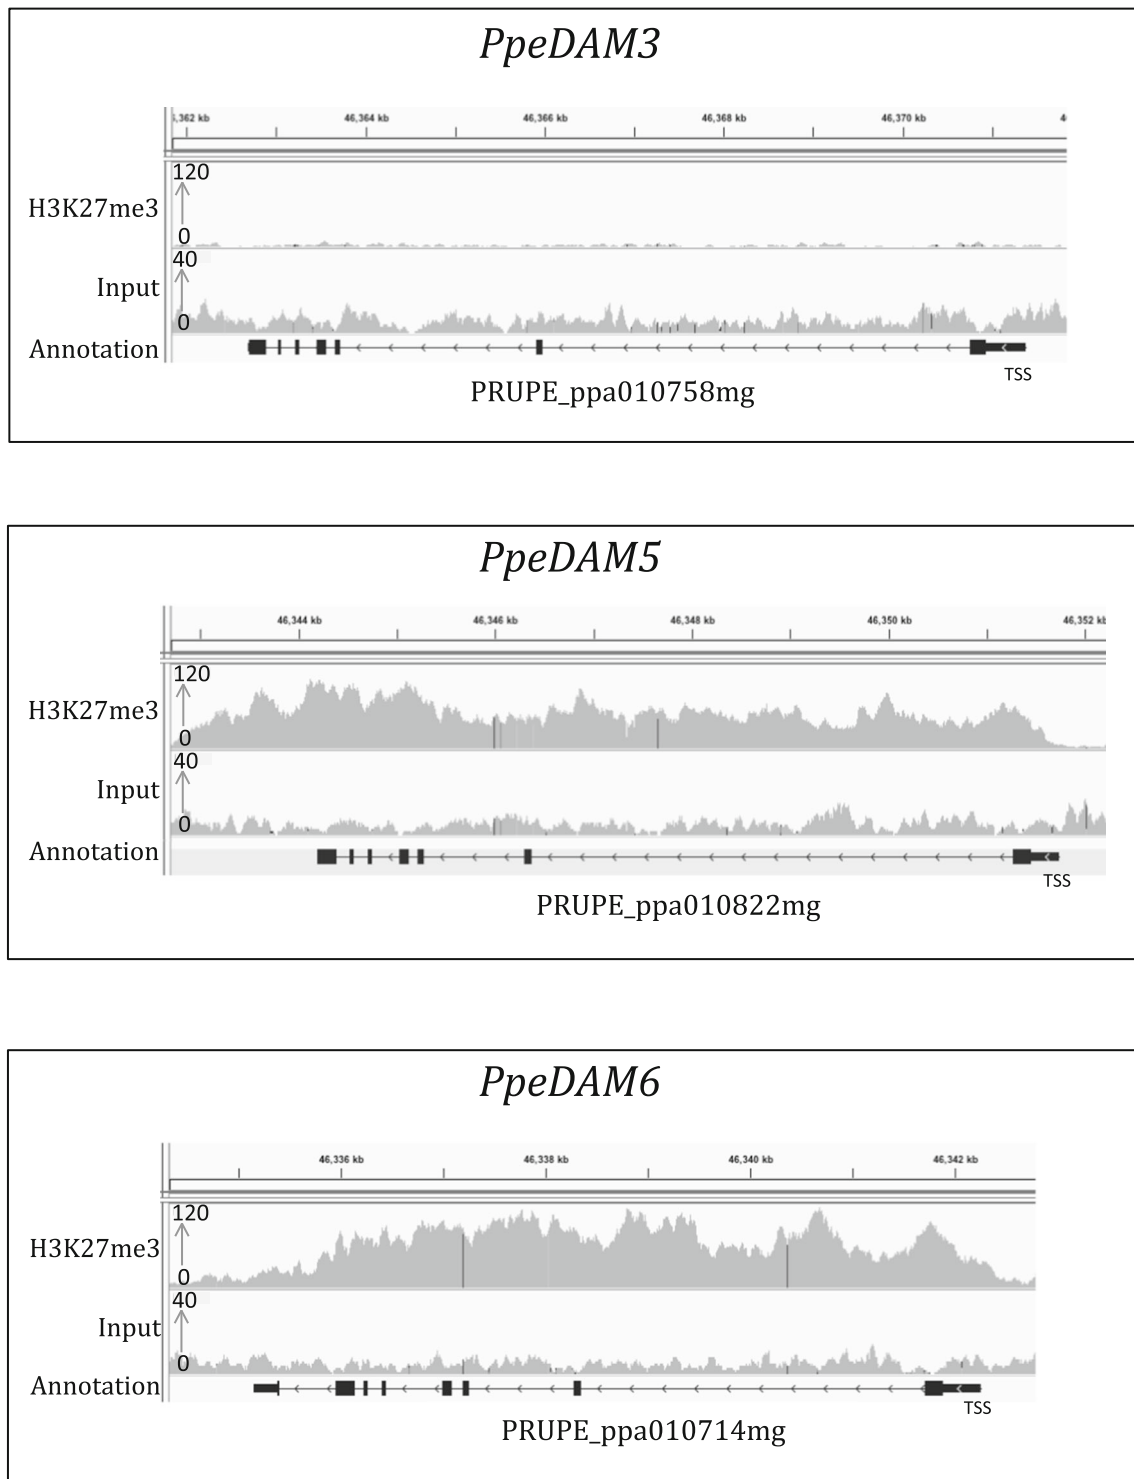 PpeDAM3
46,364 kb 46,366 kb 46,368 kb 46,370 kb
120
H3K27me3
0
40
Input
0
Annotation
TSS
PRUPE_ppa010758mg
PpeDAM5
46,344 kb 46,346 kb 46,348 kb 46,350 kb 46,352 kb
120
H3K27me3
0
40
Input
0
Annotation
TSS
PRUPE_ppa010822mg
PpeDAM6
46,336 kb 46,338 kb 46,340 kb 46,342 kb
120
H3K27me3
0
40
Input
0
Annotation
TSS
PRUPE_ppa010714mg